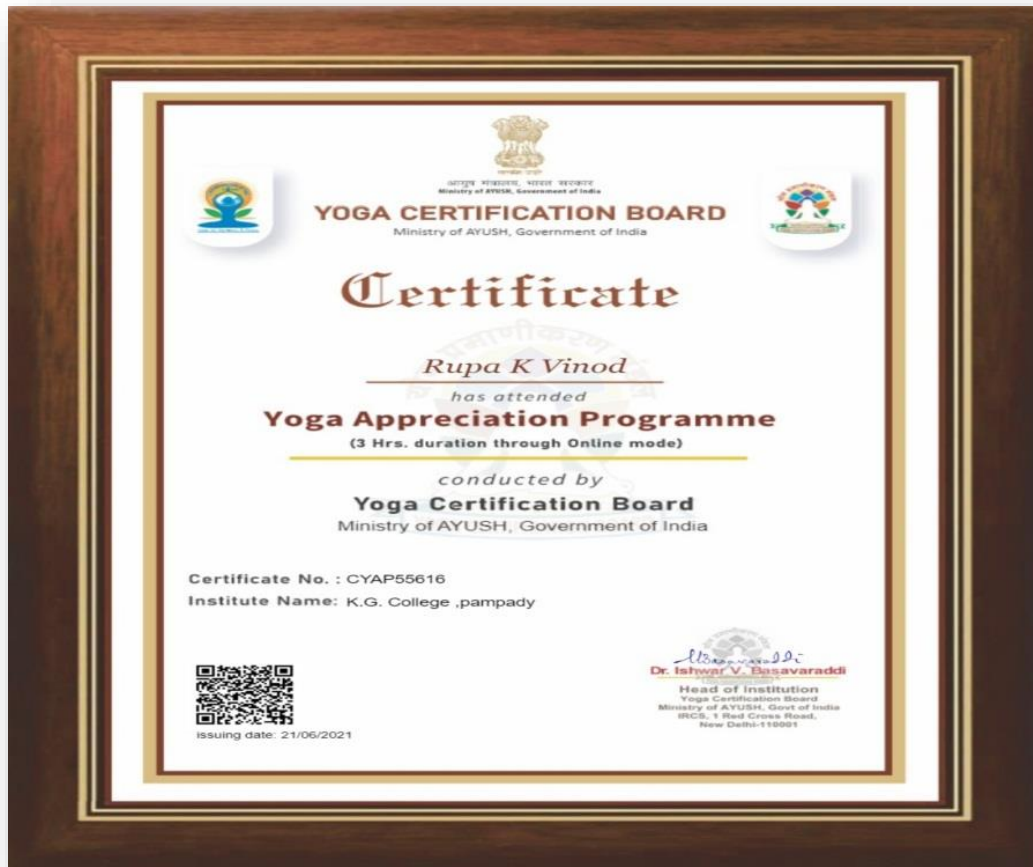 सत्यमेव जयते
आयुष मंत्रालय, भारत सरकार
Ministry of AYUSH, Government of India
YOGA CERTIFICATION BOARD
Ministry of AYUSH, Government of India
Certificate
Rupa K Vinod
has attended
Yoga Appreciation Programme
(3 Hrs. duration through Online mode)
conducted by
Yoga Certification Board
Ministry of AYUSH, Government of India
Certificate No. : CYAP55616
Institute Name: K.G. College ,pampady
Dr. Ishwar V. Basavaraddi
Head of Institution
Yoga Certification Board
Ministry of AYUSH, Govt of India
IRCS, 1 Red Cross Road,
New Delhi-110001
issuing date: 21/06/2021